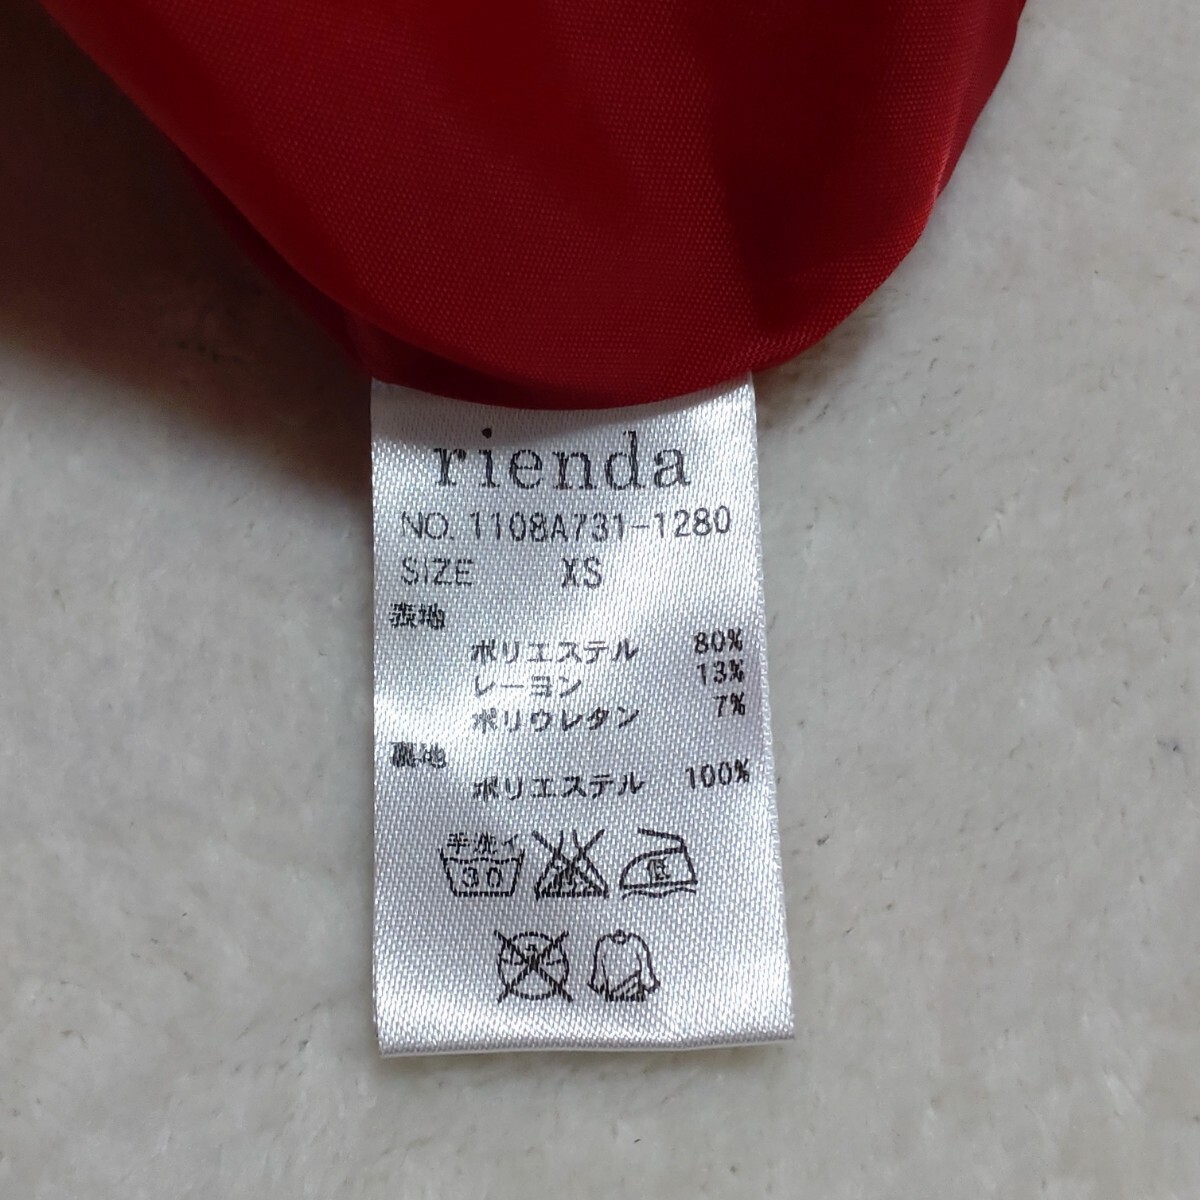 rienda
NO. 1108A731-1280
SIZE XS
表地
ポリエステル 80%
レーヨン 13%
ポリウレタン 7%
裏地
ポリエステル 100%
手洗イ
30